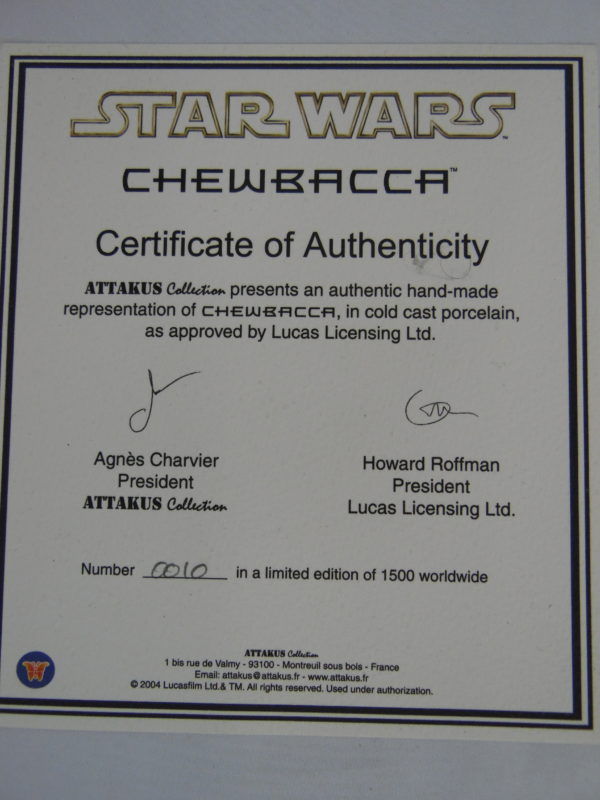 STAR WARS™
CHEWBACCA™
Certificate of Authenticity
ATTAKUS Collection presents an authentic hand-made
representation of CHEWBACCA, in cold cast porcelain,
as approved by Lucas Licensing Ltd.
Agnès Charvier
President
ATTAKUS Collection
Howard Roffman
President
Lucas Licensing Ltd.
Number 0010 in a limited edition of 1500 worldwide
ATTAKUS Collection
1 bis rue de Valmy - 93100 - Montreuil sous bois - France
Email: attakus@attakus.fr - www.attakus.fr
© 2004 Lucasfilm Ltd.& TM. All rights reserved. Used under authorization.